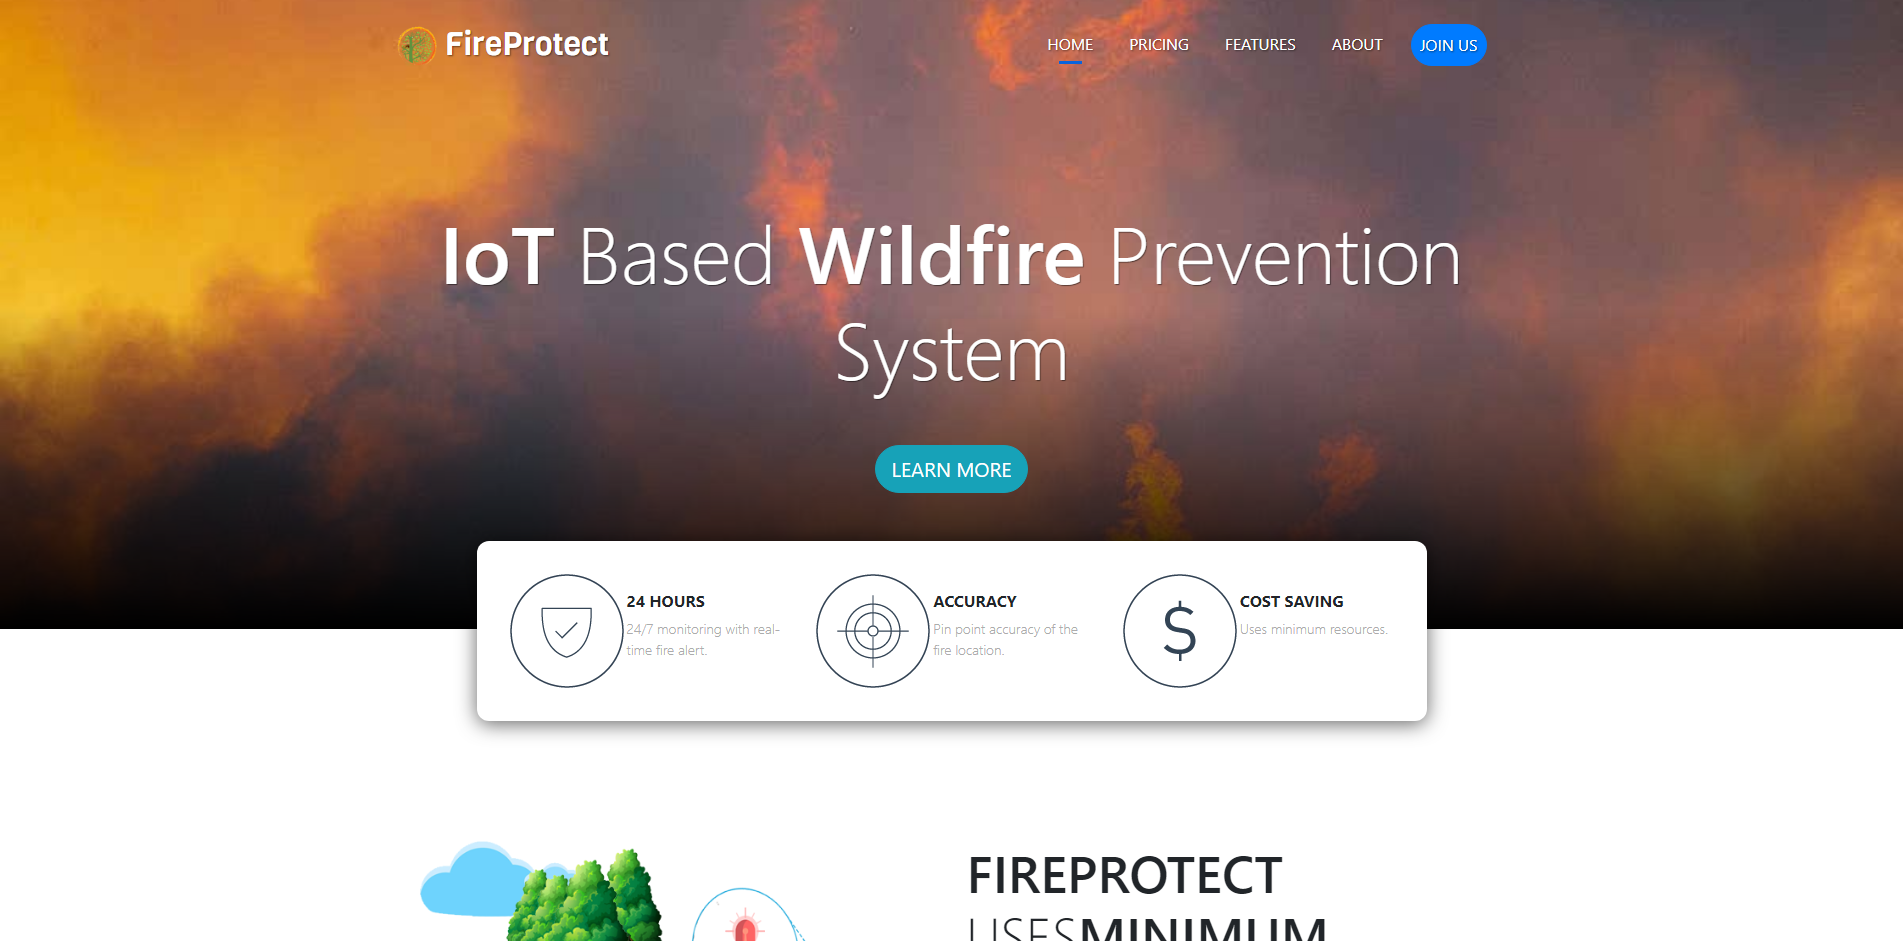 FireProtect
HOME
PRICING
FEATURES
ABOUT
JOIN US
IoT Based Wildfire Prevention
System
LEARN MORE
24 HOURS
24/7 monitoring with real-
time fire alert.
ACCURACY
Pin point accuracy of the
fire location.
COST SAVING
Uses minimum resources.
FIREPROTECT
USESMINIMUM